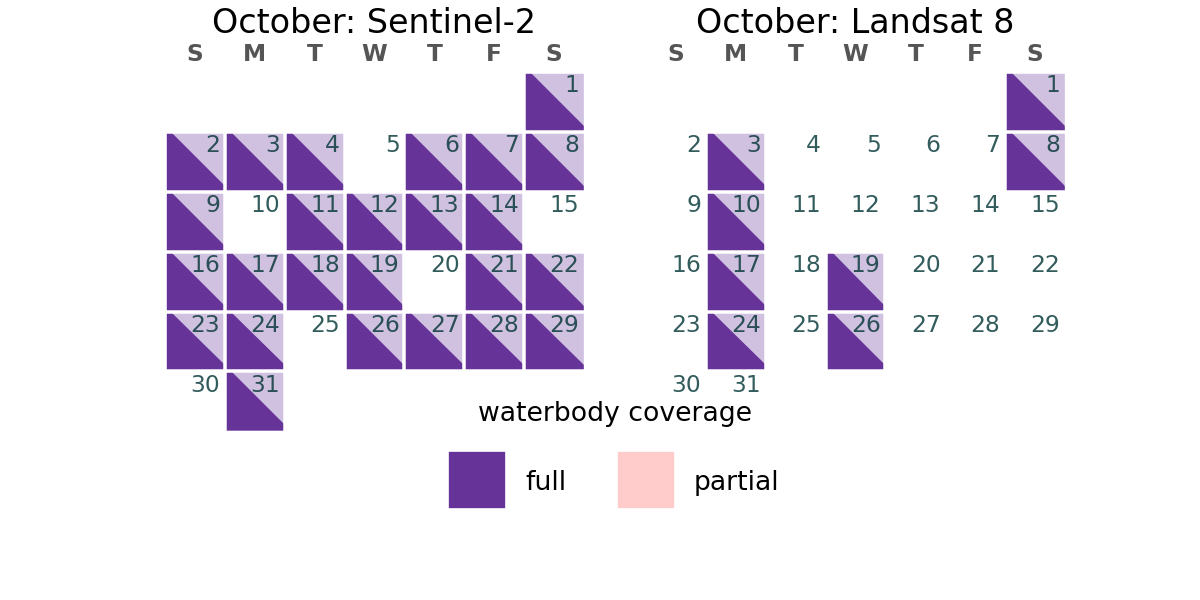 October: Sentinel-2
S M T W T F S
1
2 3 4 5 6 7 8
9 10 11 12 13 14 15
16 17 18 19 20 21 22
23 24 25 26 27 28 29
30 31
October: Landsat 8
S M T W T F S
1
2 3 4 5 6 7 8
9 10 11 12 13 14 15
16 17 18 19 20 21 22
23 24 25 26 27 28 29
30 31
waterbody coverage
full partial